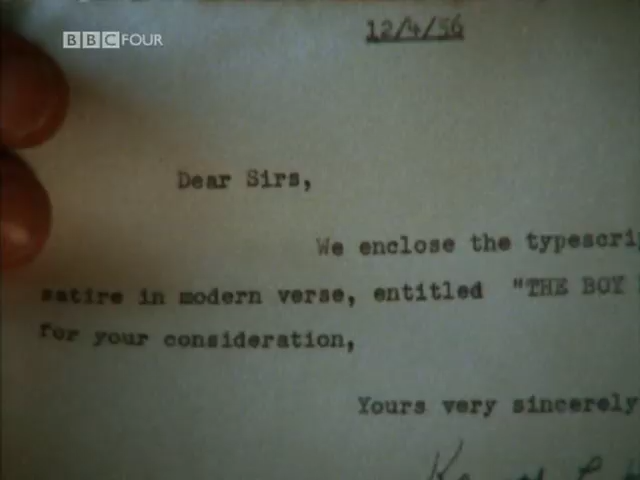 BBC FOUR
12/4/56
Dear Sirs,
We enclose the typescri
satire in modern verse, entitled "THE BOY
for your consideration,
Yours very sincerely